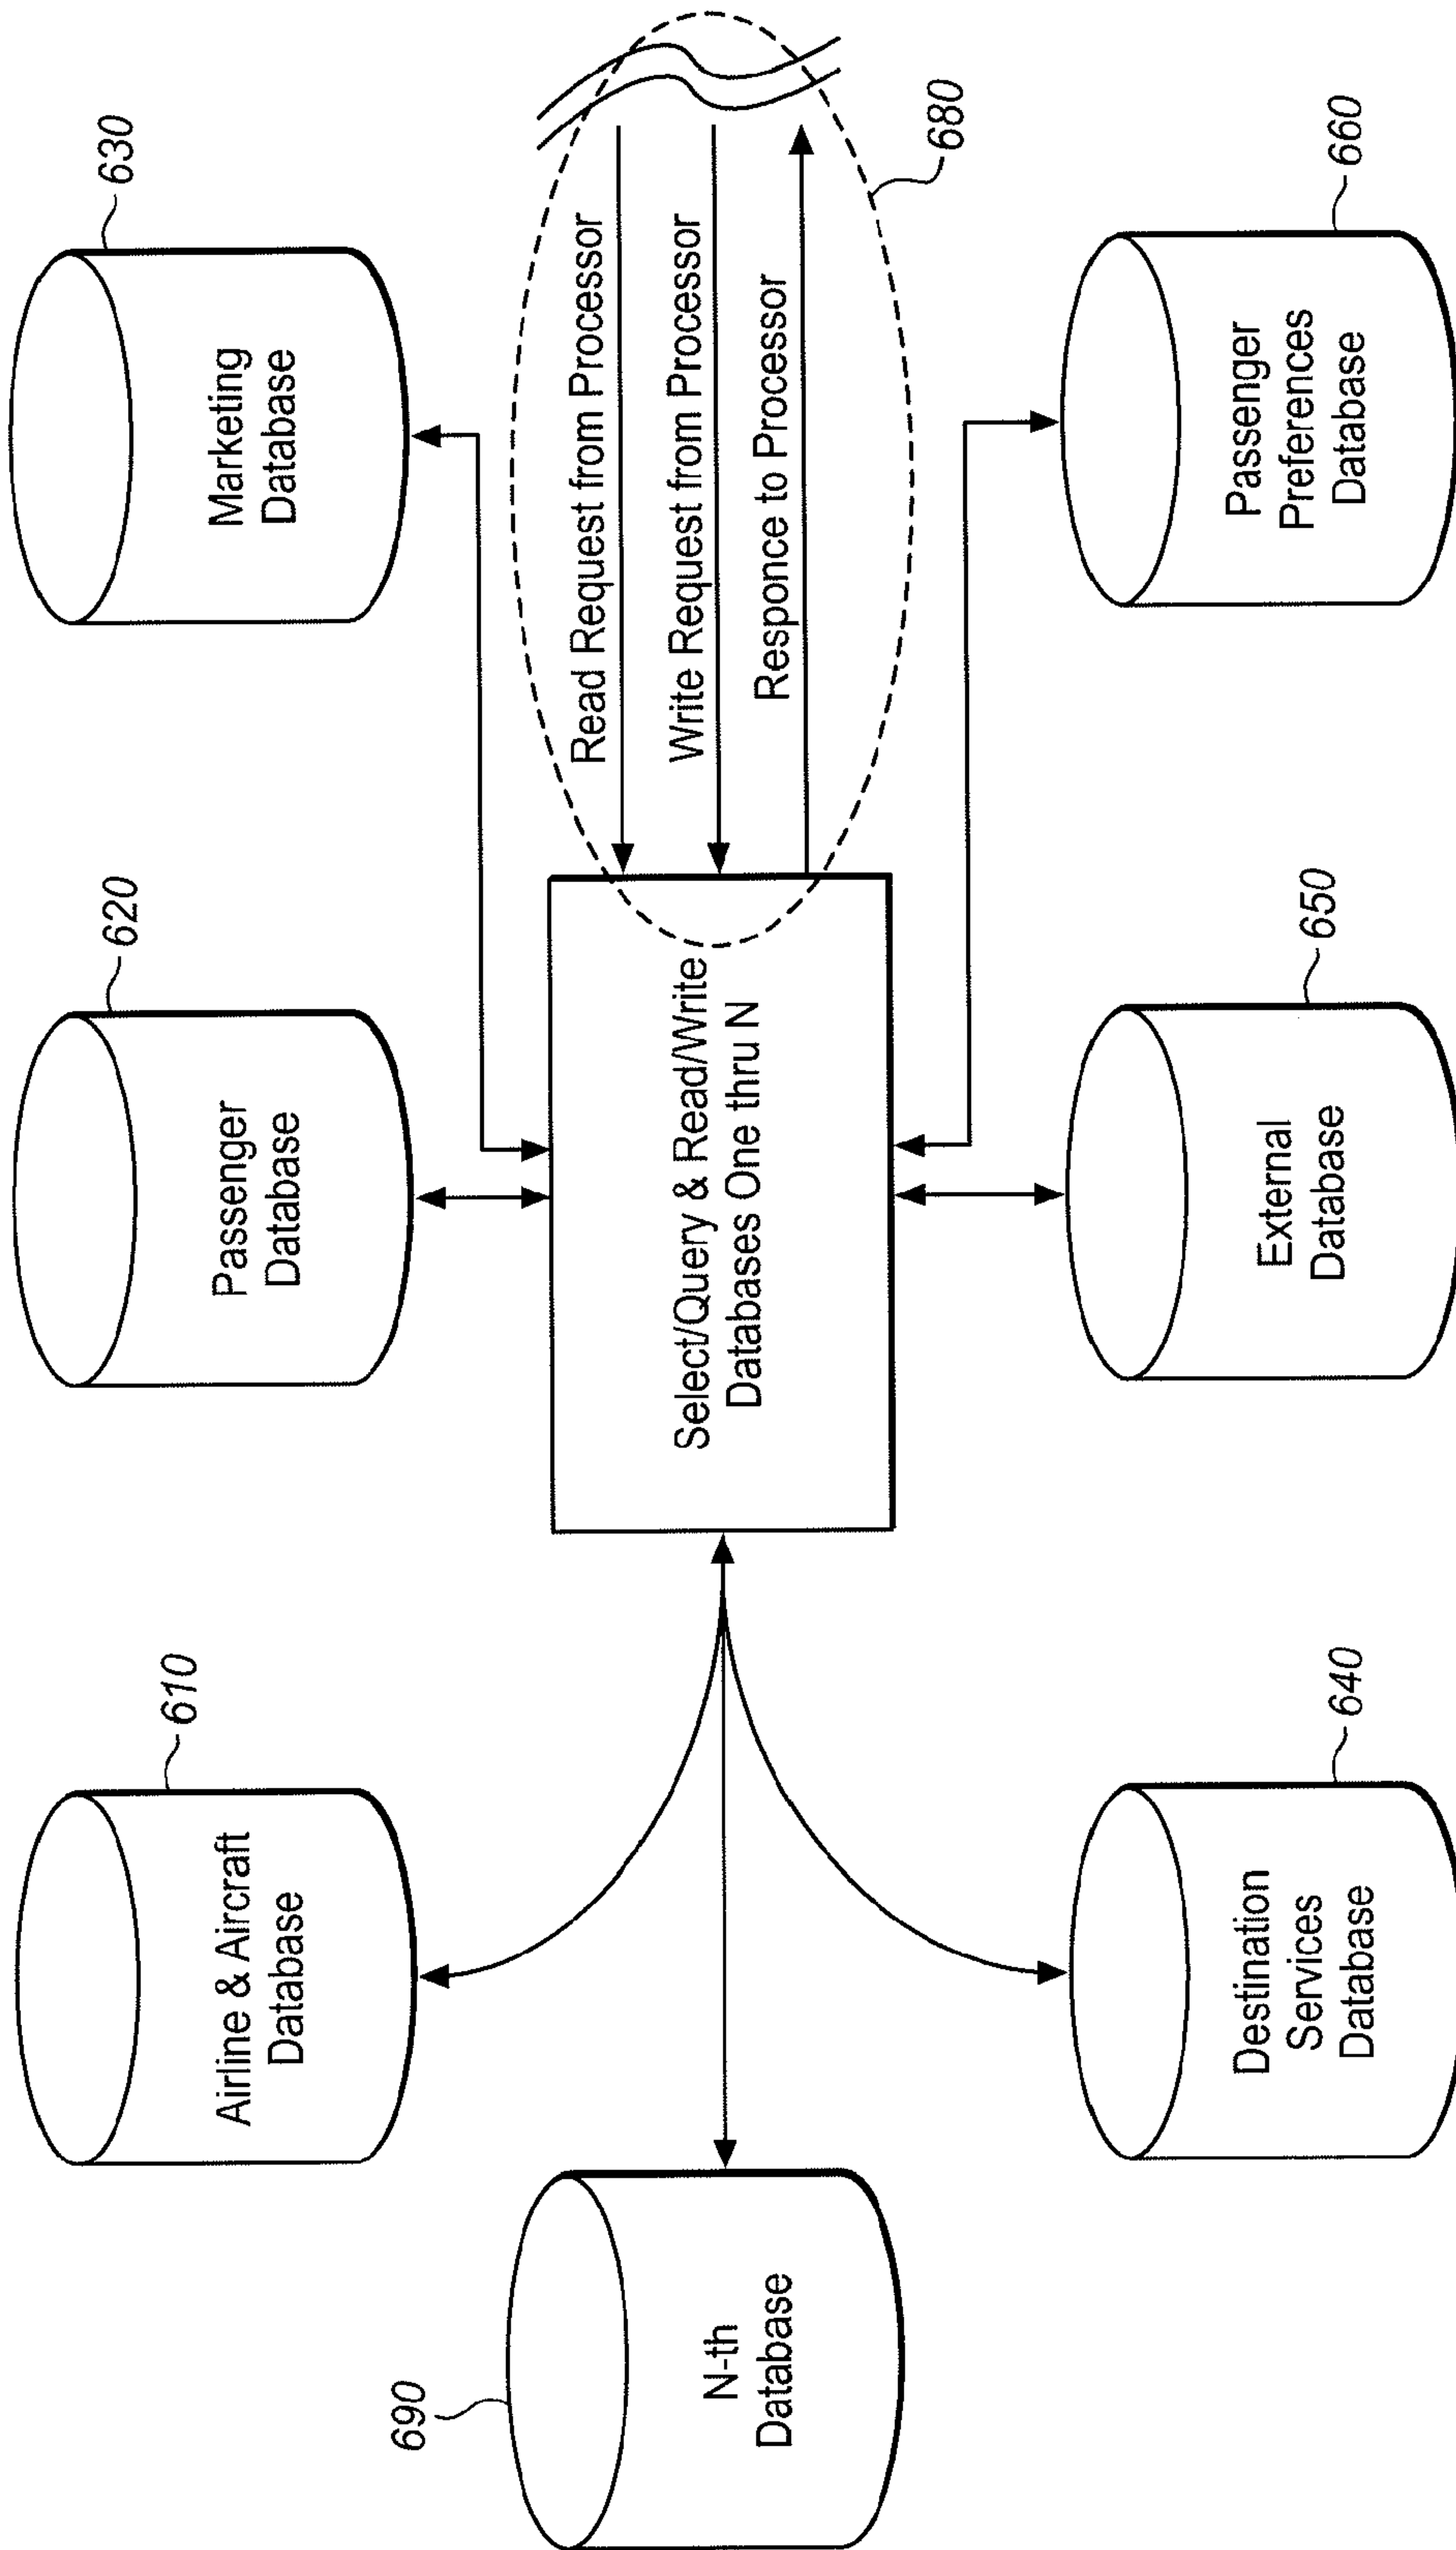 610
Airline & Aircraft
Database
620
Passenger
Database
630
Marketing
Database
690
N-th
Database
Select/Query & Read/Write
Databases One thru N
Read Request from Processor
Write Request from Processor
Responce to Processor
680
640
Destination
Services
Database
650
External
Database
660
Passenger
Preferences
Database